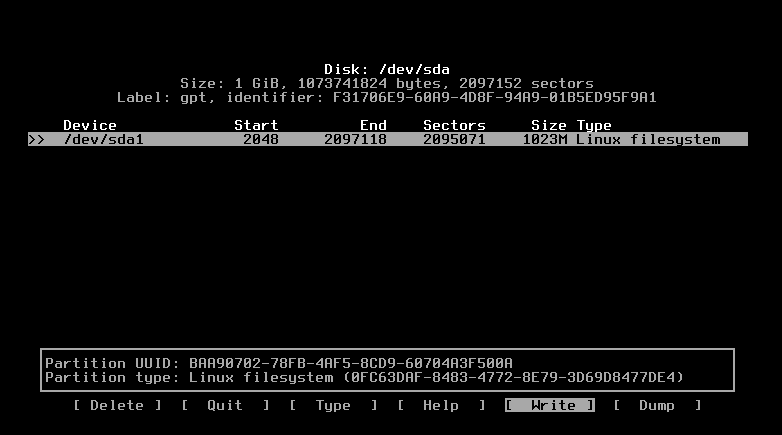 Disk: /dev/sda
Size: 1 GiB, 1073741824 bytes, 2097152 sectors
Label: gpt, identifier: F31706E9-60A9-4D8F-94A9-01B5ED95F9A1
Device Start End Sectors Size Type
>> /dev/sda1 2048 2097118 2095071 1023M Linux filesystem
Partition UUID: BAA90702-78FB-4AF5-8CD9-60704A3F500A
Partition type: Linux filesystem (0FC63DAF-8483-4772-8E79-3D69D8477DE4)
[ Delete ] [ Quit ] [ Type ] [ Help ] [ Write ] [ Dump ]